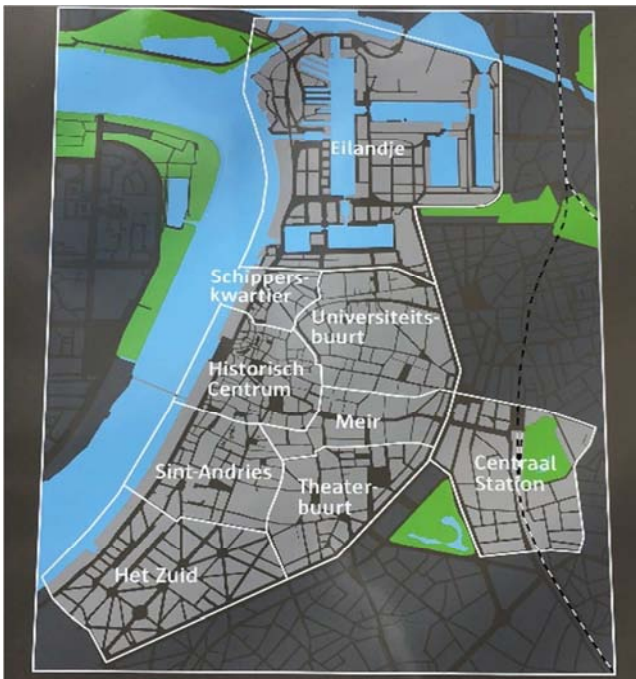 Eilandje
Schippers-
kwartier
Universiteits-
buurt
Historisch
Centrum
Meir
Sint-Andries
Theater-
buurt
Centraal
Station
Het Zuid